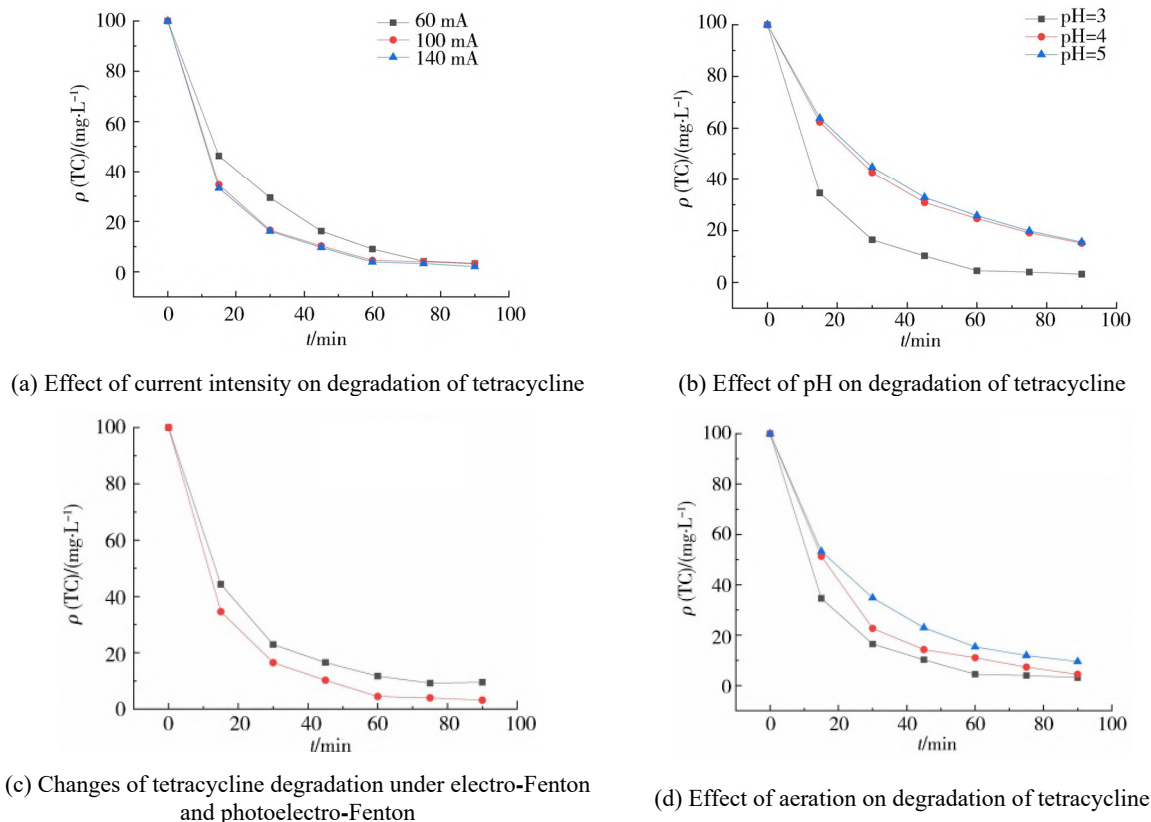 100
80
60
40
20
0
ρ (TC)/(mg·L⁻¹)
60 mA
100 mA
140 mA
0 20 40 60 80 100
t/min
(a) Effect of current intensity on degradation of tetracycline
100
80
60
40
20
0
ρ (TC)/(mg·L⁻¹)
pH=3
pH=4
pH=5
0 20 40 60 80 100
t/min
(b) Effect of pH on degradation of tetracycline
100
80
60
40
20
0
ρ (TC)/(mg·L⁻¹)
0 20 40 60 80 100
t/min
(c) Changes of tetracycline degradation under electro-Fenton
and photoelectro-Fenton
100
80
60
40
20
0
ρ (TC)/(mg·L⁻¹)
0 20 40 60 80 100
t/min
(d) Effect of aeration on degradation of tetracycline